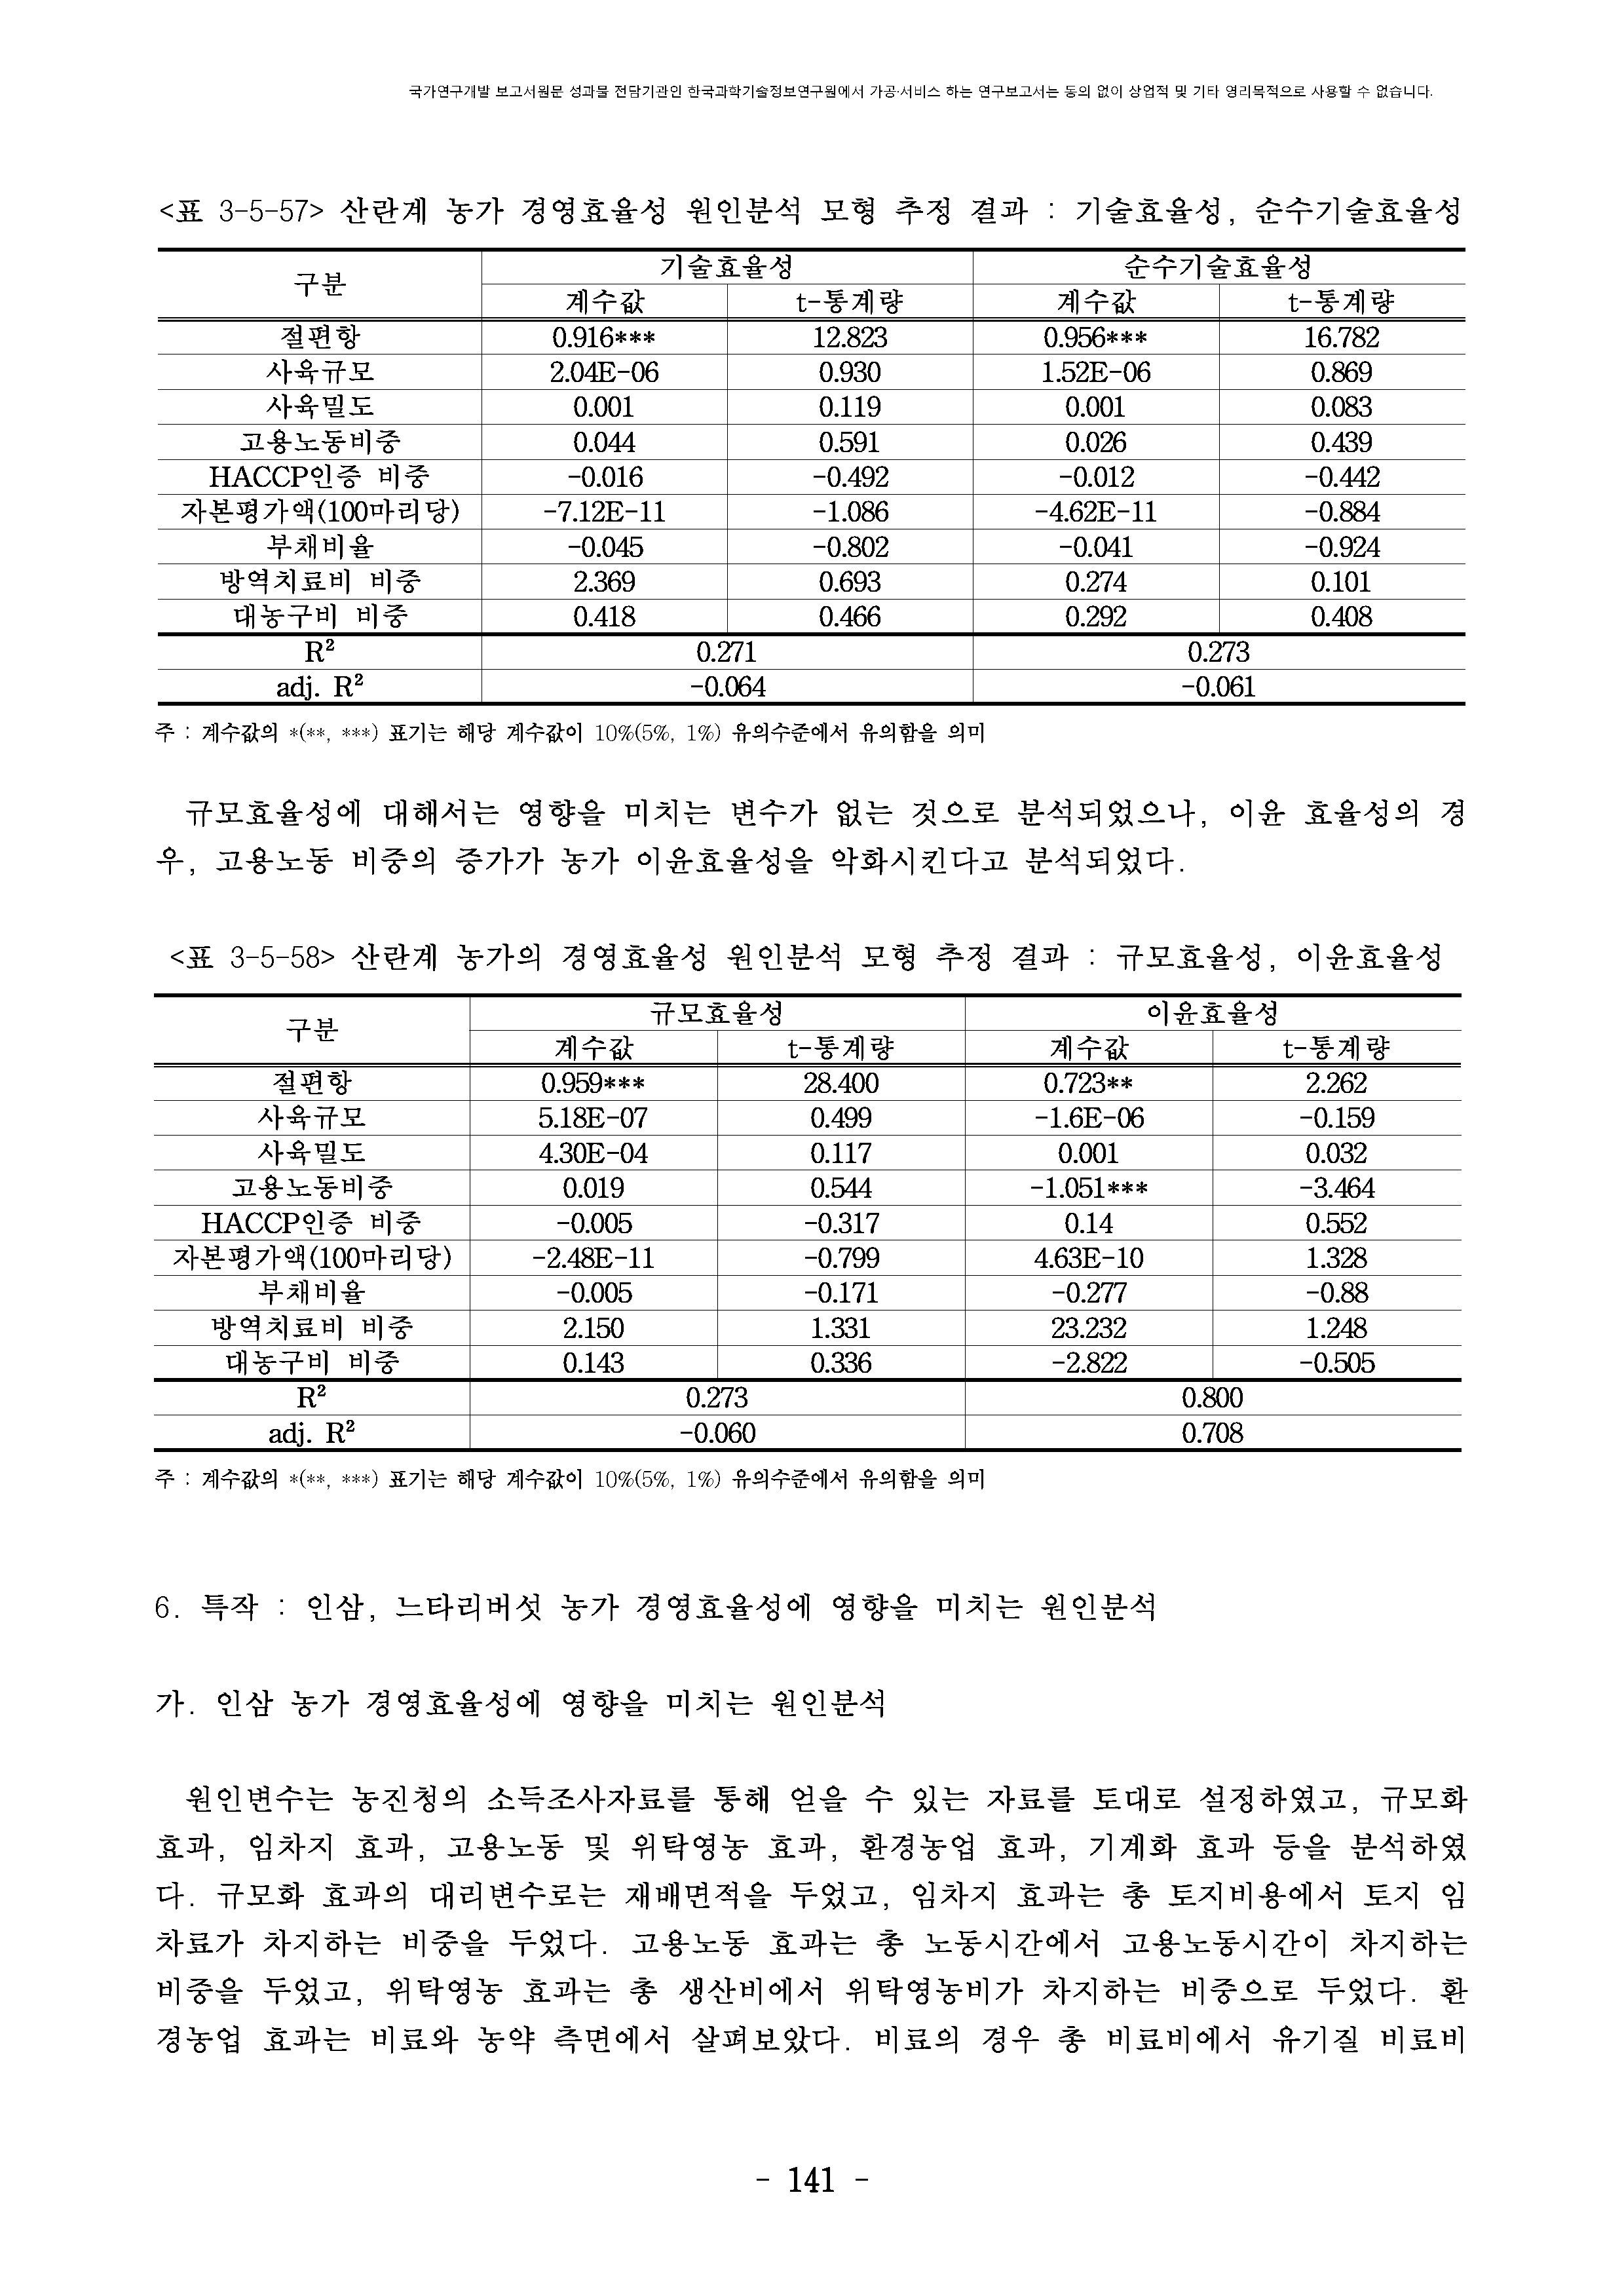 국가연구개발 보고서원문 성과물 전담기관인 한국과학기술정보연구원에서 가공·서비스 하는 연구보고서는 동의 없이 상업적 및 기타 영리목적으로 사용할 수 없습니다.
<표 3-5-57> 산란계 농가 경영효율성 원인분석 모형 추정 결과 : 기술효율성, 순수기술효율성
구분 기술효율성 순수기술효율성
계수값 t-통계량 계수값 t-통계량
절편항 0.916*** 12.823 0.956*** 16.782
사육규모 2.04E-06 0.930 1.52E-06 0.869
사육밀도 0.001 0.119 0.001 0.083
고용노동비중 0.044 0.591 0.026 0.439
HACCP인증 비중 -0.016 -0.492 -0.012 -0.442
자본평가액(100마리당) -7.12E-11 -1.086 -4.62E-11 -0.884
부채비율 -0.045 -0.802 -0.041 -0.924
방역치료비 비중 2.369 0.693 0.274 0.101
대농구비 비중 0.418 0.466 0.292 0.408
R² 0.271 0.273
adj. R² -0.064 -0.061
주 : 계수값의 *(**, ***) 표기는 해당 계수값이 10%(5%, 1%) 유의수준에서 유의함을 의미
규모효율성에 대해서는 영향을 미치는 변수가 없는 것으로 분석되었으나, 이윤 효율성의 경
우, 고용노동 비중의 증가가 농가 이윤효율성을 악화시킨다고 분석되었다.
<표 3-5-58> 산란계 농가의 경영효율성 원인분석 모형 추정 결과 : 규모효율성, 이윤효율성
구분 규모효율성 이윤효율성
계수값 t-통계량 계수값 t-통계량
절편항 0.959*** 28.400 0.723** 2.262
사육규모 5.18E-07 0.499 -1.6E-06 -0.159
사육밀도 4.30E-04 0.117 0.001 0.032
고용노동비중 0.019 0.544 -1.051*** -3.464
HACCP인증 비중 -0.005 -0.317 0.14 0.552
자본평가액(100마리당) -2.48E-11 -0.799 4.63E-10 1.328
부채비율 -0.005 -0.171 -0.277 -0.88
방역치료비 비중 2.150 1.331 23.232 1.248
대농구비 비중 0.143 0.336 -2.822 -0.505
R² 0.273 0.800
adj. R² -0.060 0.708
주 : 계수값의 *(**, ***) 표기는 해당 계수값이 10%(5%, 1%) 유의수준에서 유의함을 의미
6. 특작 : 인삼, 느타리버섯 농가 경영효율성에 영향을 미치는 원인분석
가. 인삼 농가 경영효율성에 영향을 미치는 원인분석
원인변수는 농진청의 소득조사자료를 통해 얻을 수 있는 자료를 토대로 설정하였고, 규모화
효과, 임차지 효과, 고용노동 및 위탁영농 효과, 환경농업 효과, 기계화 효과 등을 분석하였
다. 규모화 효과의 대리변수로는 재배면적을 두었고, 임차지 효과는 총 토지비용에서 토지 임
차료가 차지하는 비중을 두었다. 고용노동 효과는 총 노동시간에서 고용노동시간이 차지하는
비중을 두었고, 위탁영농 효과는 총 생산비에서 위탁영농비가 차지하는 비중으로 두었다. 환
경농업 효과는 비료와 농약 측면에서 살펴보았다. 비료의 경우 총 비료비에서 유기질 비료비
- 141 -